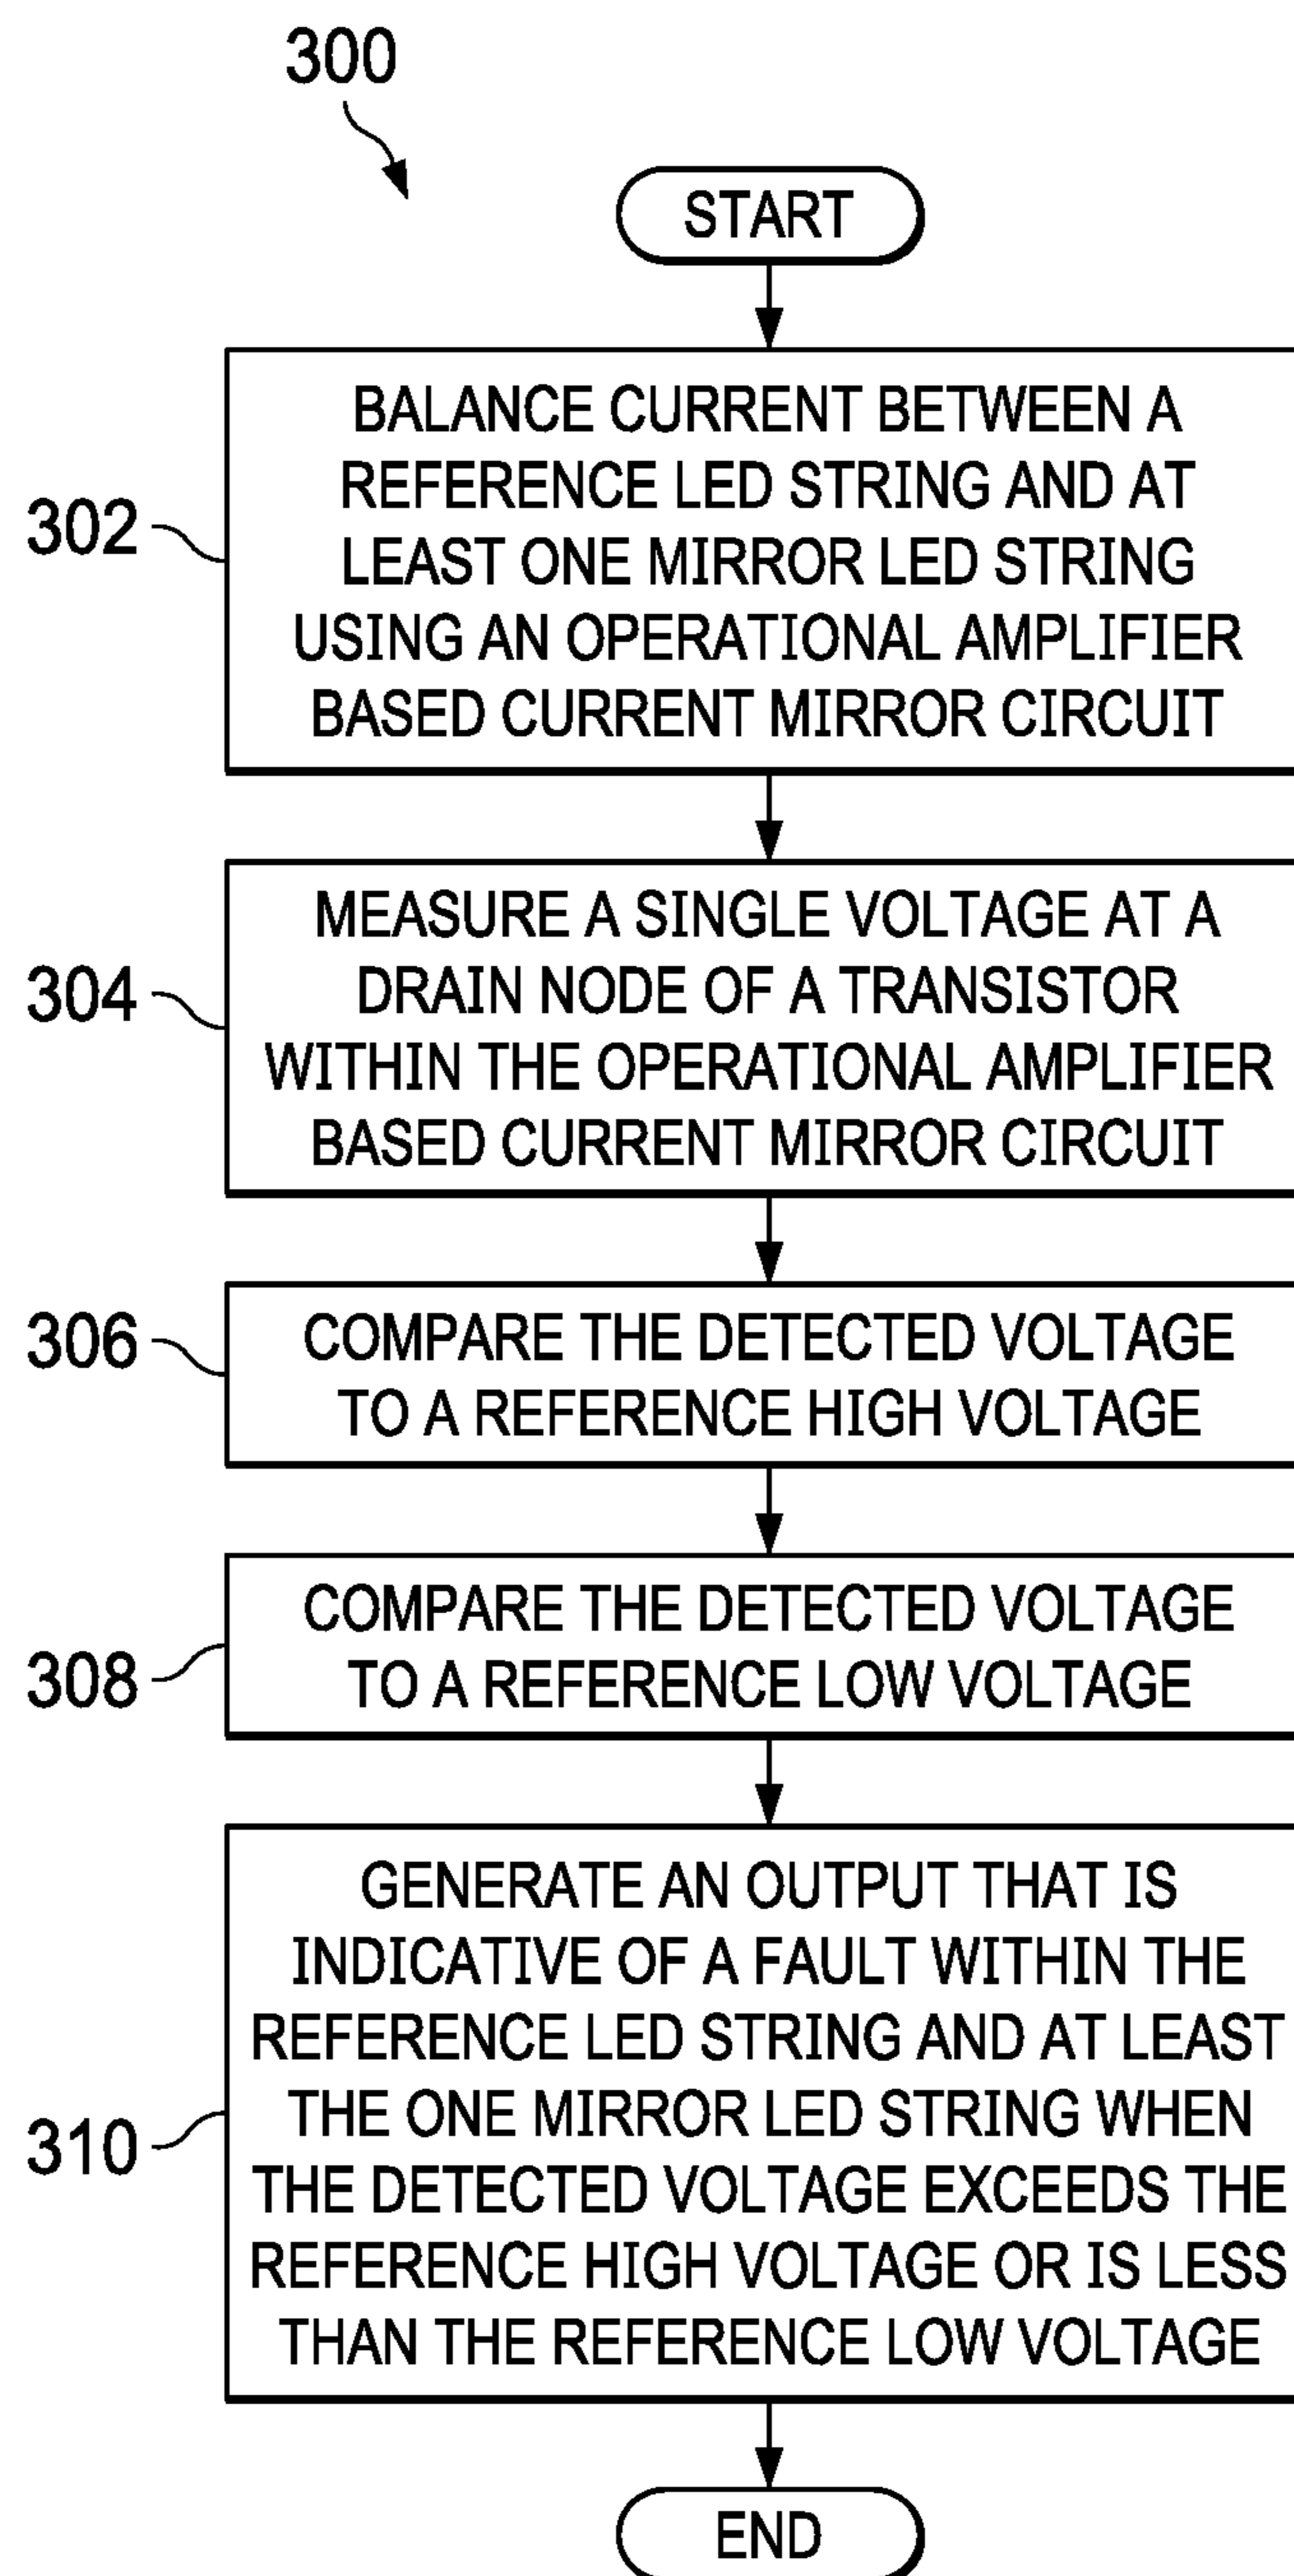 300
START
302
BALANCE CURRENT BETWEEN A
REFERENCE LED STRING AND AT
LEAST ONE MIRROR LED STRING
USING AN OPERATIONAL AMPLIFIER
BASED CURRENT MIRROR CIRCUIT
304
MEASURE A SINGLE VOLTAGE AT A
DRAIN NODE OF A TRANSISTOR
WITHIN THE OPERATIONAL AMPLIFIER
BASED CURRENT MIRROR CIRCUIT
306
COMPARE THE DETECTED VOLTAGE
TO A REFERENCE HIGH VOLTAGE
308
COMPARE THE DETECTED VOLTAGE
TO A REFERENCE LOW VOLTAGE
310
GENERATE AN OUTPUT THAT IS
INDICATIVE OF A FAULT WITHIN THE
REFERENCE LED STRING AND AT LEAST
THE ONE MIRROR LED STRING WHEN
THE DETECTED VOLTAGE EXCEEDS THE
REFERENCE HIGH VOLTAGE OR IS LESS
THAN THE REFERENCE LOW VOLTAGE
END